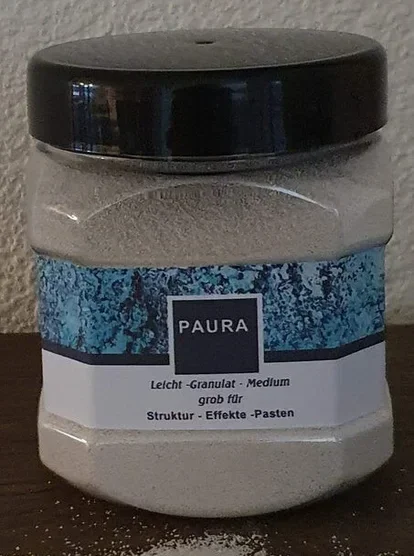 PAURA
Leicht -Granulat - Medium
grob für
Struktur - Effekte -Pasten